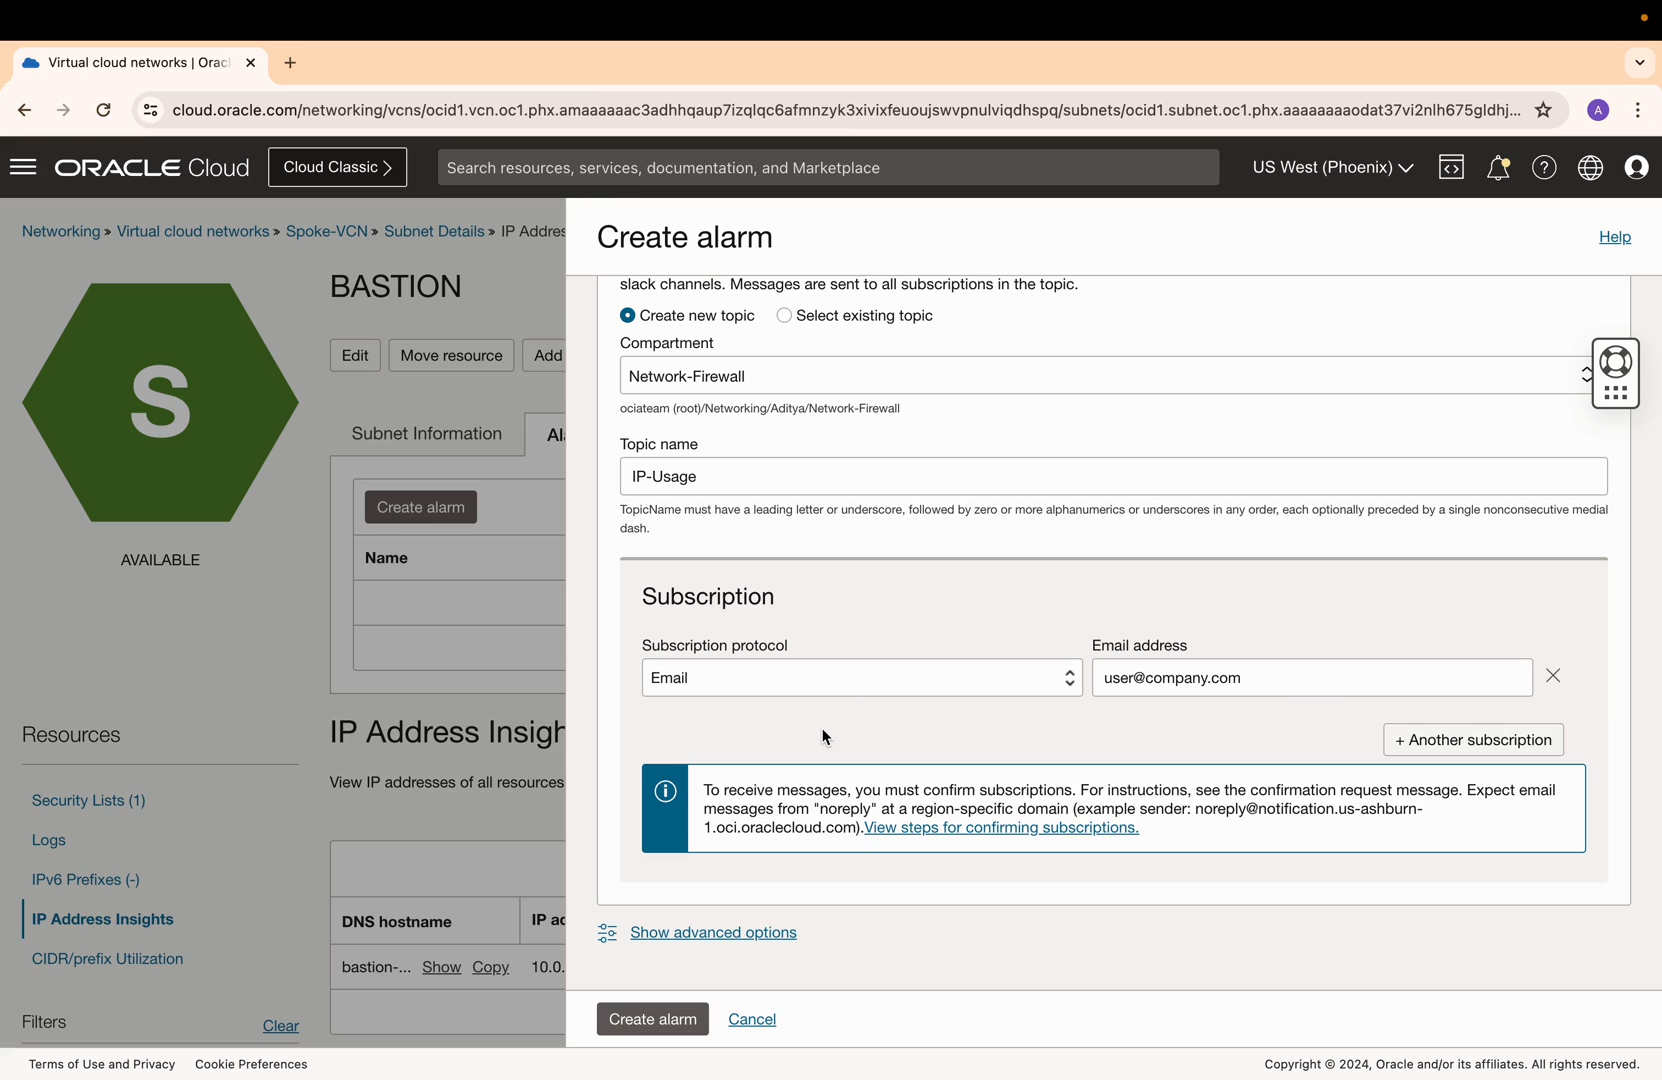 Virtual cloud networks | Orac
cloud.oracle.com/networking/vcns/ocid1.vcn.oc1.phx.amaaaaaac3adhhqaup7izqlqc6afmnzyk3xivixfeuoujswvpnulviqdhspq/subnets/ocid1.subnet.oc1.phx.aaaaaaaaodat37vi2nlh675gldhj...
A
ORACLE Cloud
Cloud Classic >
Search resources, services, documentation, and Marketplace
US West (Phoenix)
Networking » Virtual cloud networks » Spoke-VCN » Subnet Details » IP Addres
S
AVAILABLE
BASTION
Edit
Move resource
Add
Subnet Information
Ala
Create alarm
Name
Resources
Security Lists (1)
Logs
IPv6 Prefixes (-)
IP Address Insights
CIDR/prefix Utilization
Filters
Clear
IP Address Insigh
View IP addresses of all resources
DNS hostname
IP ad
bastion-... Show Copy 10.0.
Create alarm
Help
slack channels. Messages are sent to all subscriptions in the topic.
Create new topic
Select existing topic
Compartment
Network-Firewall
ociateam (root)/Networking/Aditya/Network-Firewall
Topic name
IP-Usage
TopicName must have a leading letter or underscore, followed by zero or more alphanumerics or underscores in any order, each optionally preceded by a single nonconsecutive medial
dash.
Subscription
Subscription protocol
Email address
Email
user@company.com
+ Another subscription
To receive messages, you must confirm subscriptions. For instructions, see the confirmation request message. Expect email
messages from "noreply" at a region-specific domain (example sender: noreply@notification.us-ashburn-
1.oci.oraclecloud.com).View steps for confirming subscriptions.
Show advanced options
Create alarm
Cancel
Terms of Use and Privacy
Cookie Preferences
Copyright © 2024, Oracle and/or its affiliates. All rights reserved.